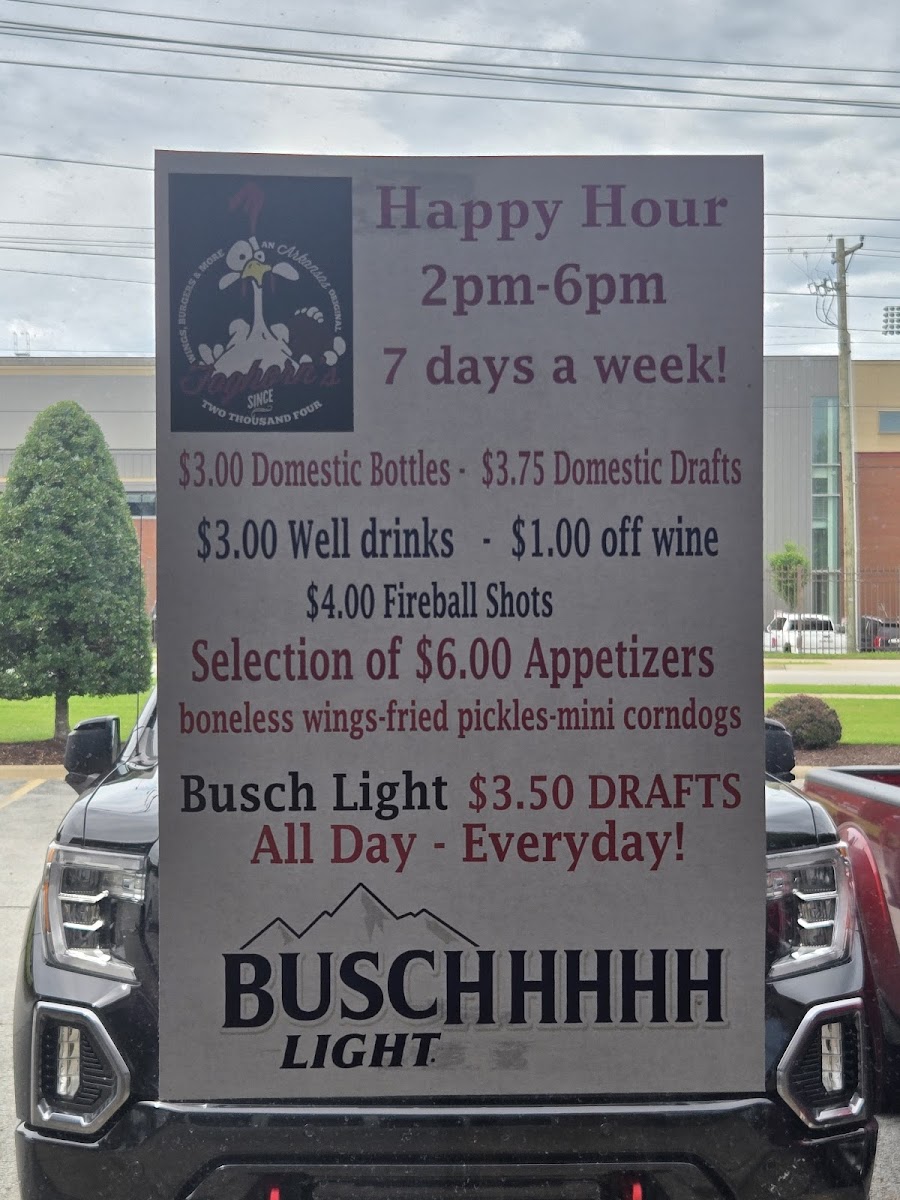 WINGS, BURGERS & MORE
AN Arkansas ORIGINAL
Foghorn's
SINCE
TWO THOUSAND FOUR
Happy Hour
2pm-6pm
7 days a week!
$3.00 Domestic Bottles - $3.75 Domestic Drafts
$3.00 Well drinks - $1.00 off wine
$4.00 Fireball Shots
Selection of $6.00 Appetizers
boneless wings-fried pickles-mini corndogs
Busch Light $3.50 DRAFTS
All Day - Everyday!
BUSCHHHHH
LIGHT.